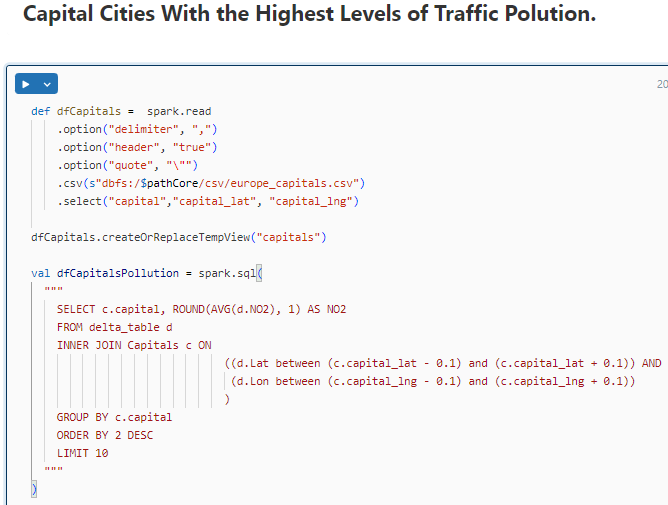 Capital Cities With the Highest Levels of Traffic Polution.
20
def dfCapitals =  spark.read
.option("delimiter", ",")
.option("header", "true")
.option("quote", "\"")
.csv(s"dbfs:/$pathCore/csv/europe_capitals.csv")
.select("capital","capital_lat", "capital_lng")
dfCapitals.createOrReplaceTempView("capitals")
val dfCapitalsPollution = spark.sql(
"""
SELECT c.capital, ROUND(AVG(d.NO2), 1) AS NO2
FROM delta_table d
INNER JOIN Capitals c ON
((d.Lat between (c.capital_lat - 0.1) and (c.capital_lat + 0.1)) AND
(d.Lon between (c.capital_lng - 0.1) and (c.capital_lng + 0.1))
)
GROUP BY c.capital
ORDER BY 2 DESC
LIMIT 10
"""
)